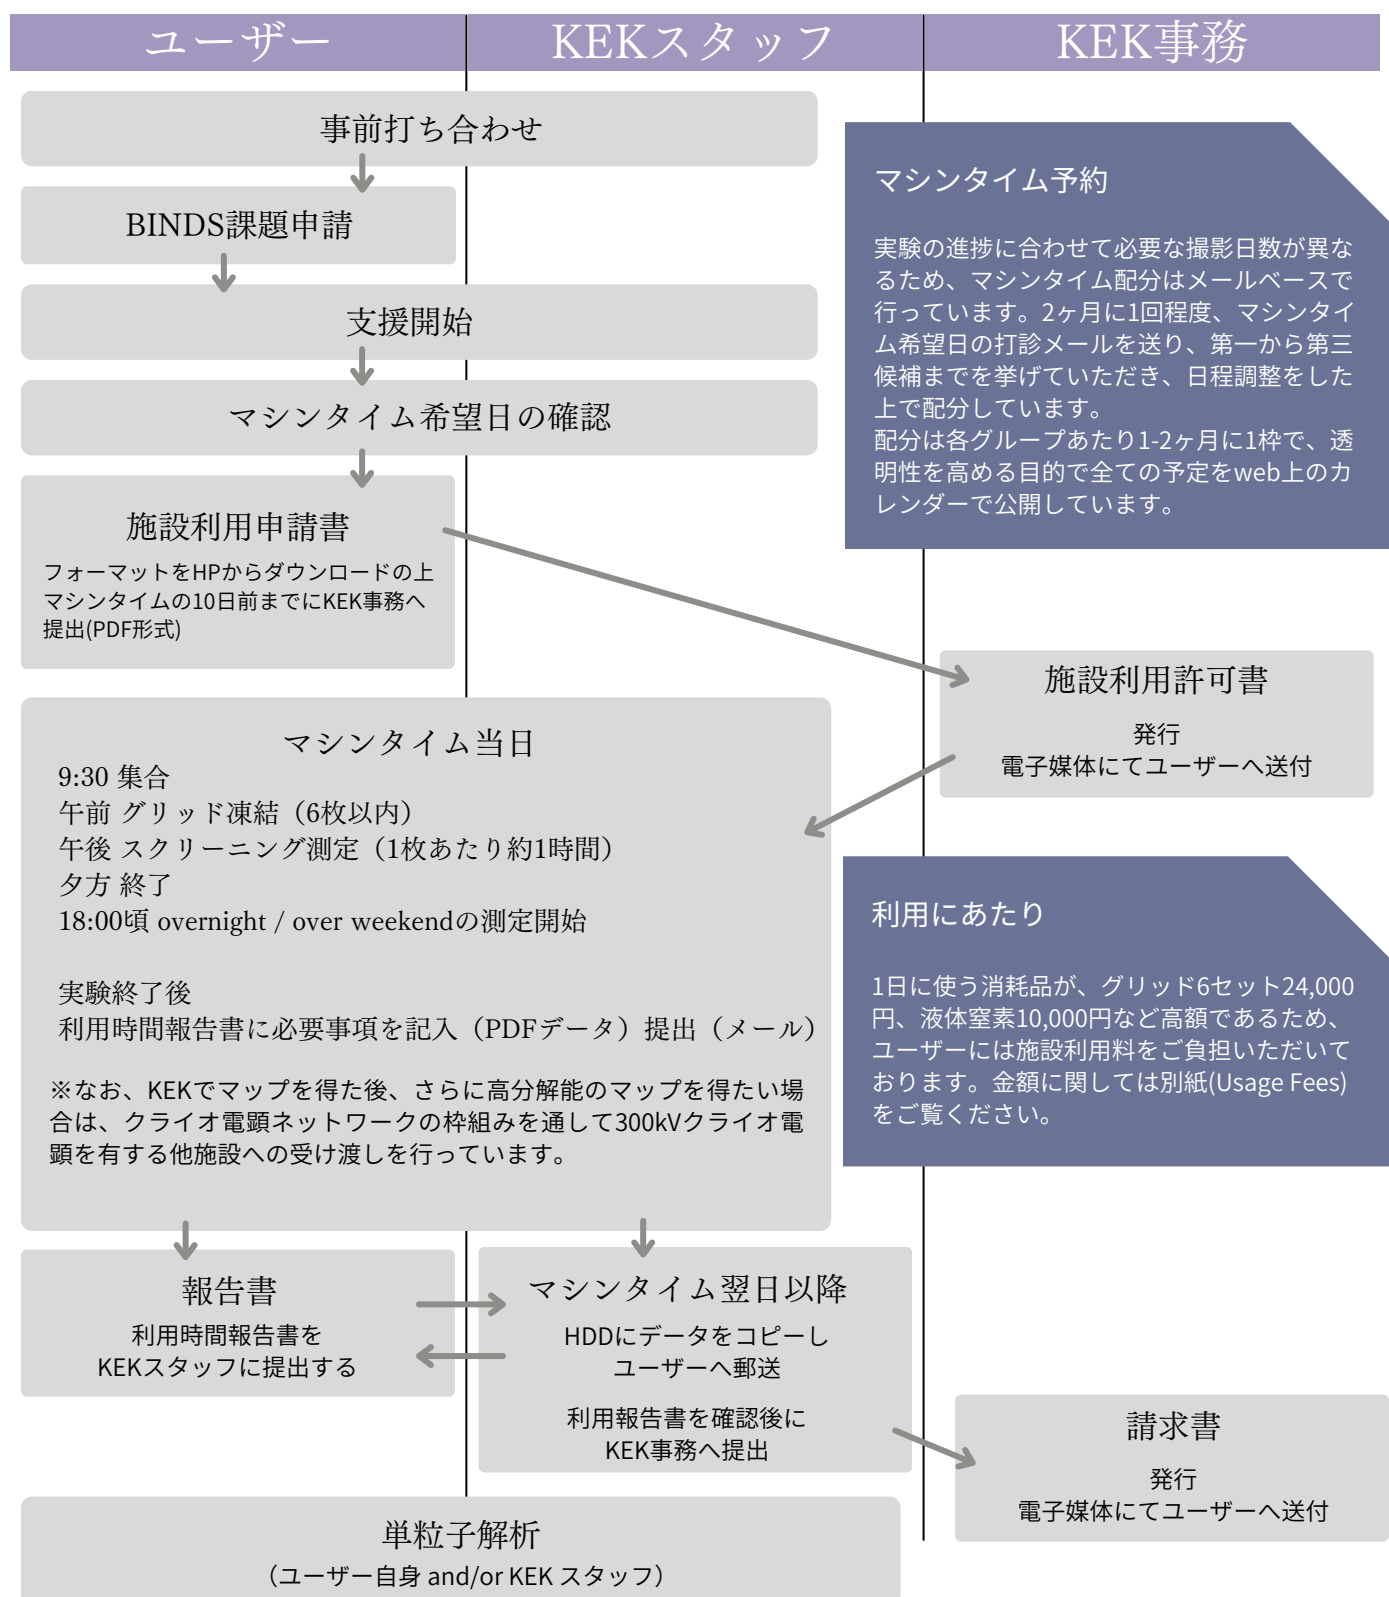 ユーザー
KEKスタッフ
KEK事務
事前打ち合わせ
BINDS課題申請
支援開始
マシンタイム希望日の確認
マシンタイム予約
実験の進捗に合わせて必要な撮影日数が異な
るため、マシンタイム配分はメールベースで
行っています。2ヶ月に1回程度、マシンタイ
ム希望日の打診メールを送り、第一から第三
候補までを挙げていただき、日程調整をした
上で配分しています。
配分は各グループあたり1-2ヶ月に1枠で、透
明性を高める目的で全ての予定をweb上のカ
レンダーで公開しています。
施設利用申請書
フォーマットをHPからダウンロードの上
マシンタイムの10日前までにKEK事務へ
提出(PDF形式)
施設利用許可書
発行
電子媒体にてユーザーへ送付
マシンタイム当日
9:30 集合
午前 グリッド凍結（6枚以内）
午後 スクリーニング測定（1枚あたり約1時間）
夕方 終了
18:00頃 overnight / over weekendの測定開始
実験終了後
利用時間報告書に必要事項を記入（PDFデータ）提出（メール）
※なお、KEKでマップを得た後、さらに高分解能のマップを得たい場
合は、クライオ電顕ネットワークの枠組みを通して300kVクライオ電
顕を有する他施設への受け渡しを行っています。
利用にあたり
1日に使う消耗品が、グリッド6セット24,000
円、液体窒素10,000円など高額であるため、
ユーザーには施設利用料をご負担いただいて
おります。金額に関しては別紙(Usage Fees)
をご覧ください。
報告書
利用時間報告書を
KEKスタッフに提出する
マシンタイム翌日以降
HDDにデータをコピーし
ユーザーへ郵送
利用報告書を確認後に
KEK事務へ提出
請求書
発行
電子媒体にてユーザーへ送付
単粒子解析
（ユーザー自身 and/or KEK スタッフ）